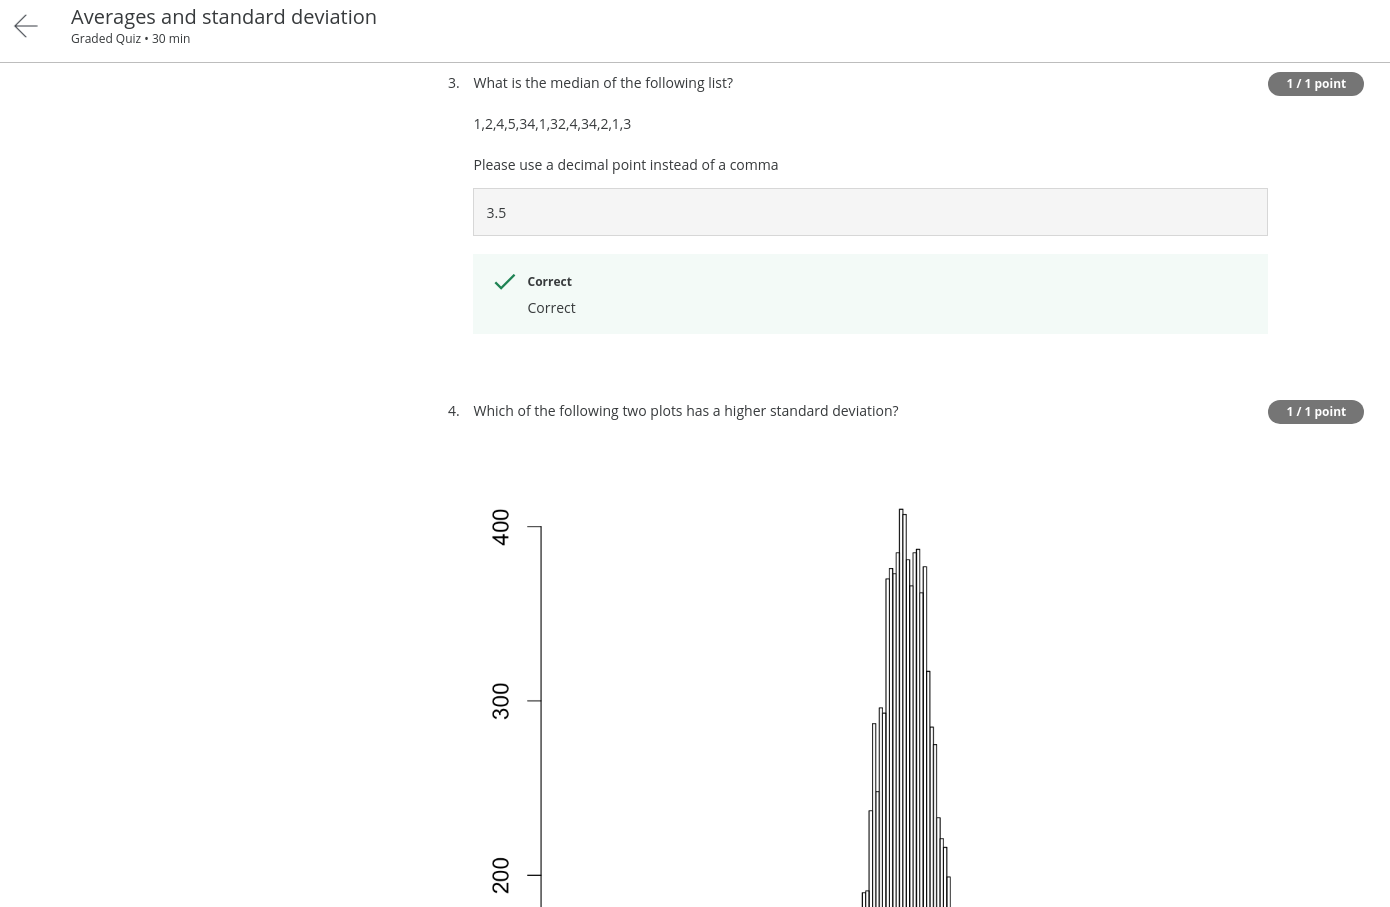 Averages and standard deviation
Graded Quiz • 30 min
3. What is the median of the following list?
1 / 1 point
1,2,4,5,34,1,32,4,34,2,1,3
Please use a decimal point instead of a comma
3.5
Correct
Correct
4. Which of the following two plots has a higher standard deviation?
1 / 1 point
400
300
200